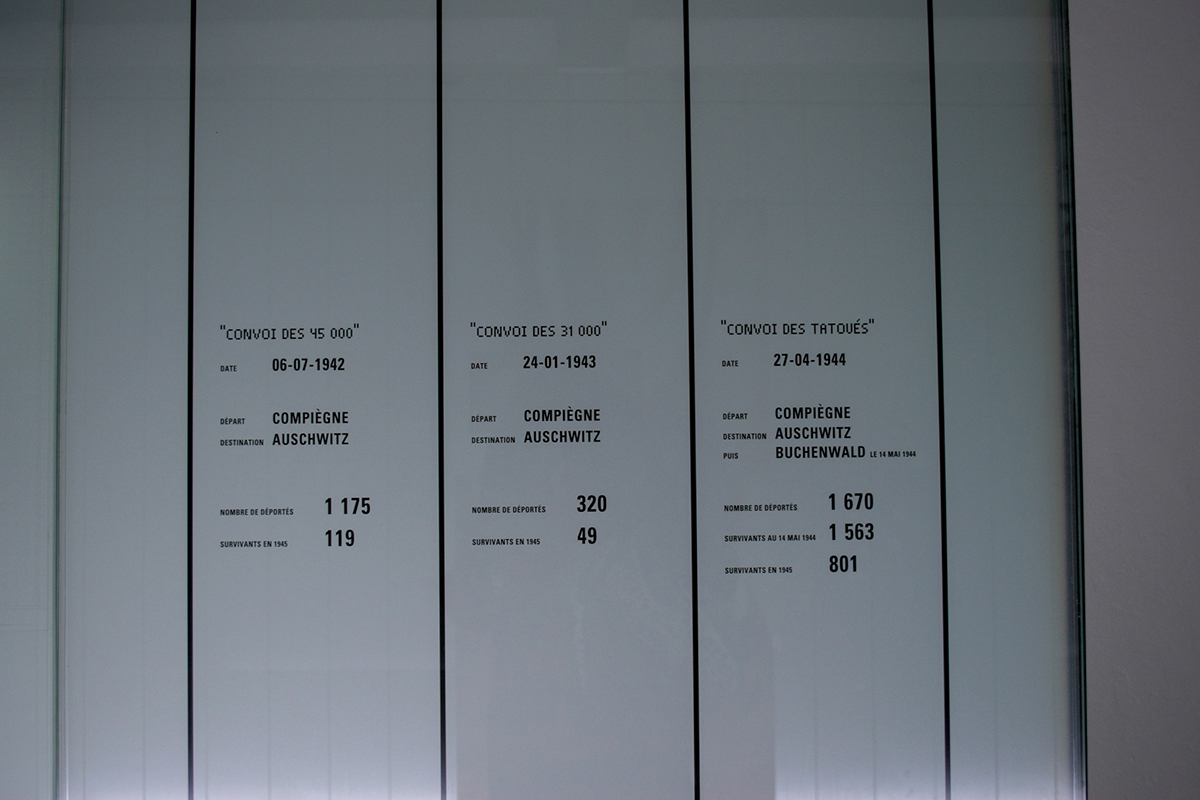 "CONVOI DES 45 000"
DATE 06-07-1942
DÉPART COMPIÈGNE
DESTINATION AUSCHWITZ
NOMBRE DE DÉPORTÉS 1 175
SURVIVANTS EN 1945 119
"CONVOI DES 31 000"
DATE 24-01-1943
DÉPART COMPIÈGNE
DESTINATION AUSCHWITZ
NOMBRE DE DÉPORTÉS 320
SURVIVANTS EN 1945 49
"CONVOI DES TATOUÉS"
DATE 27-04-1944
DÉPART COMPIÈGNE
DESTINATION AUSCHWITZ
PUIS BUCHENWALD LE 14 MAI 1944
NOMBRE DE DÉPORTÉS 1 670
SURVIVANTS AU 14 MAI 1944 1 563
SURVIVANTS EN 1945 801